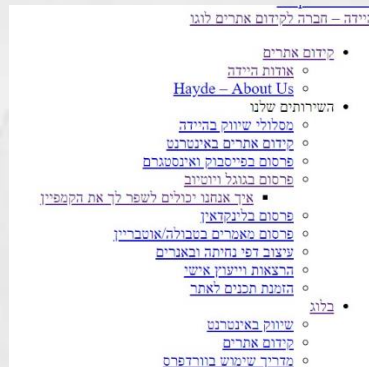 היידה – חברה לקידום אתרים לוגו
קידום אתרים
אודות היידה
Hayde – About Us
השירותים שלנו
מסלולי שיווק בהיידה
קידום אתרים באינטרנט
פרסום בפייסבוק ואינסטגרם
פרסום בגוגל ויוטיוב
איך אנחנו יכולים לשפר לך את הקמפיין
פרסום בלינקדאין
פרסום מאמרים בטבולה/אוטבריין
עיצוב דפי נחיתה ובאנרים
הרצאות וייעוץ אישי
הזמנת תכנים לאתר
בלוג
שיווק באינטרנט
קידום אתרים
מדריך שימוש בוורדפרס